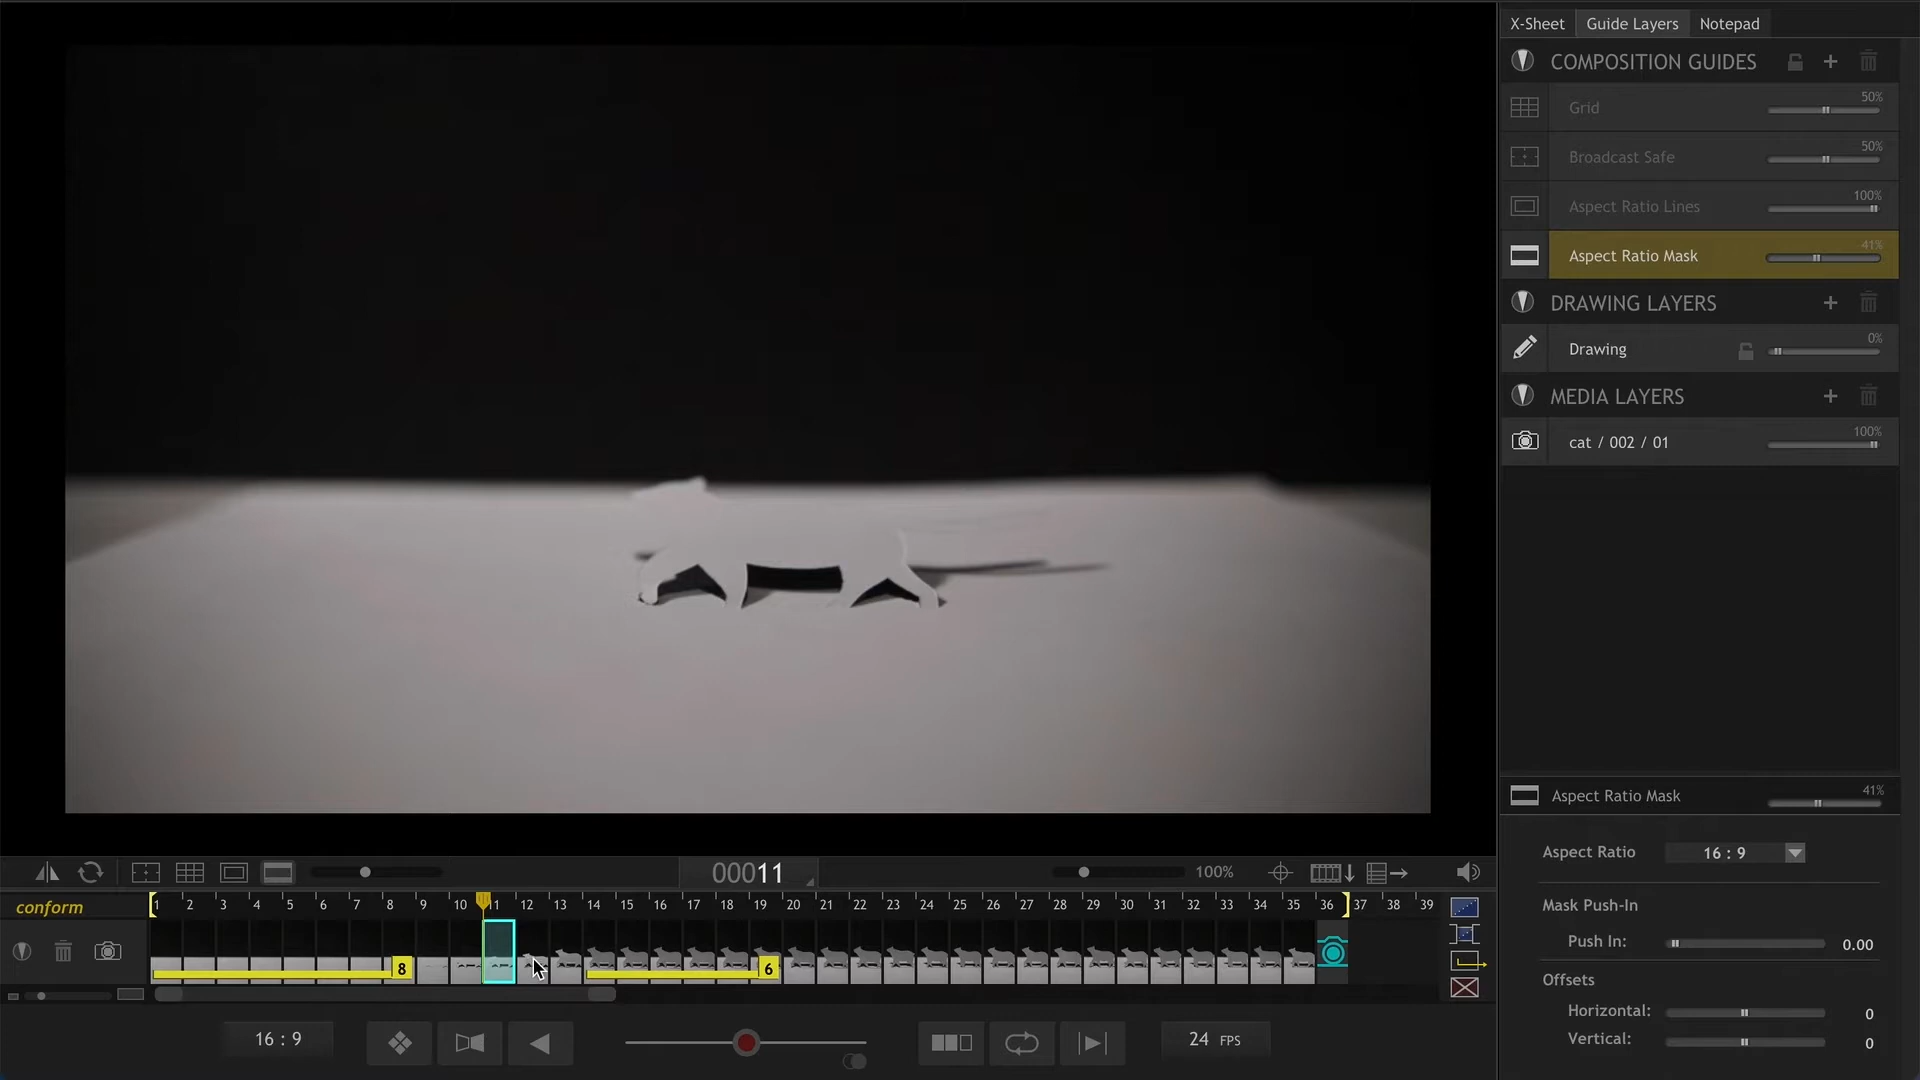 X-Sheet Guide Layers Notepad
COMPOSITION GUIDES
Grid 50%
Broadcast Safe 50%
Aspect Ratio Lines 100%
Aspect Ratio Mask 41%
DRAWING LAYERS
Drawing 0%
MEDIA LAYERS
cat / 002 / 01 100%
Aspect Ratio Mask 41%
Aspect Ratio 16 : 9
Mask Push-In
Push In: 0.00
Offsets
Horizontal: 0
Vertical: 0
00011 100%
conform 1 2 3 4 5 6 7 8 9 10 11 12 13 14 15 16 17 18 19 20 21 22 23 24 25 26 27 28 29 30 31 32 33 34 35 36 37 38 39
8 6
16 : 9 24 FPS